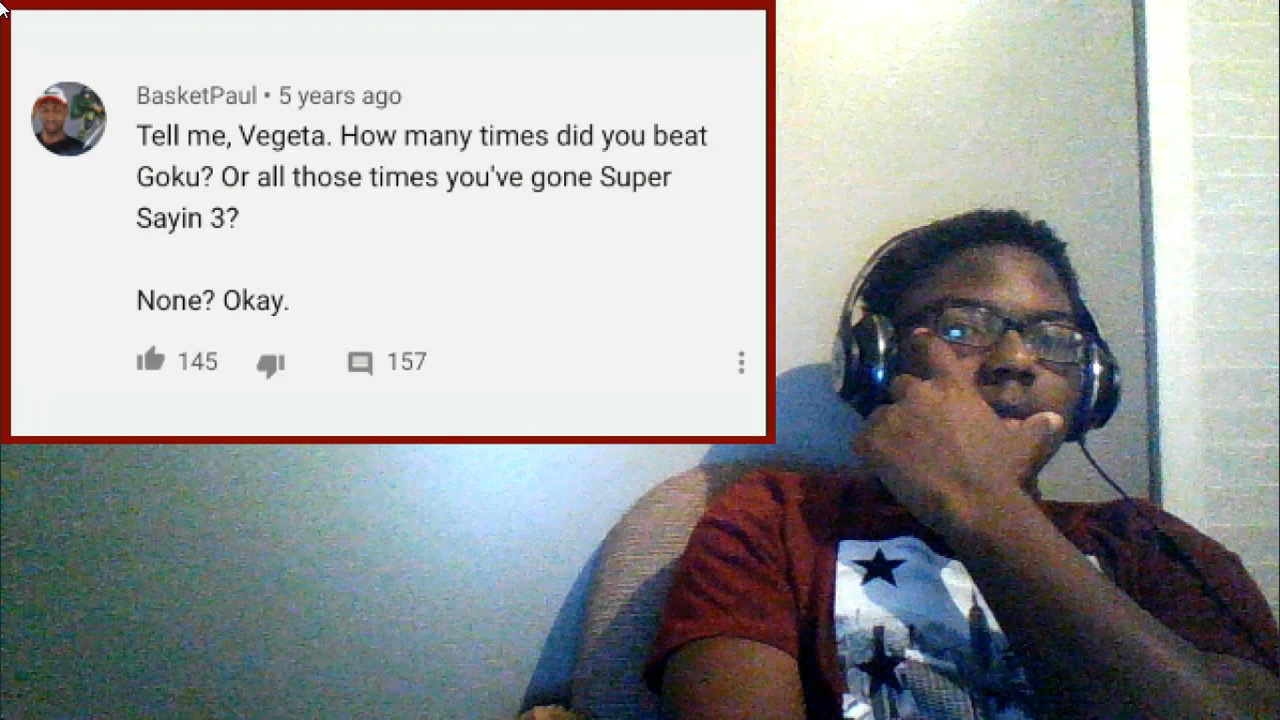 BasketPaul • 5 years ago
Tell me, Vegeta. How many times did you beat
Goku? Or all those times you've gone Super
Sayin 3?
None? Okay.
145 157